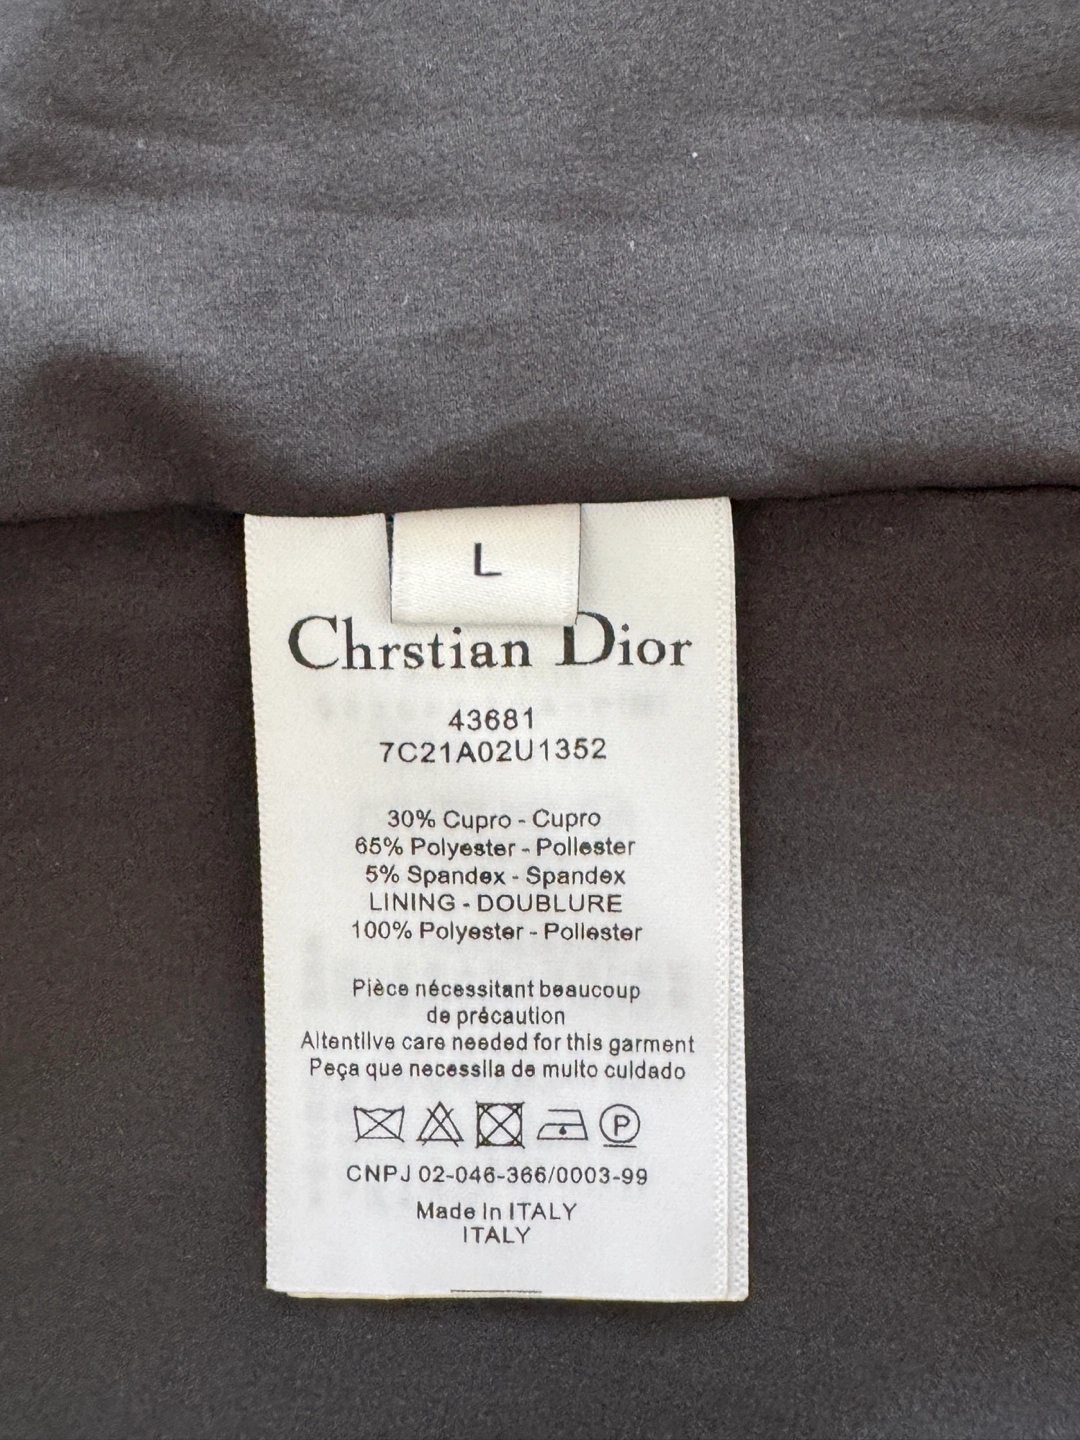 L
Chrstian Dior
43681
7C21A02U1352
30% Cupro - Cupro
65% Polyester - Pollester
5% Spandex - Spandex
LINING - DOUBLURE
100% Polyester - Pollester
Pièce nécessitant beaucoup
de précaution
Altentilve care needed for this garment
Peça que necessila de multo culdado
P
CNPJ 02-046-366/0003-99
Made In ITALY
ITALY